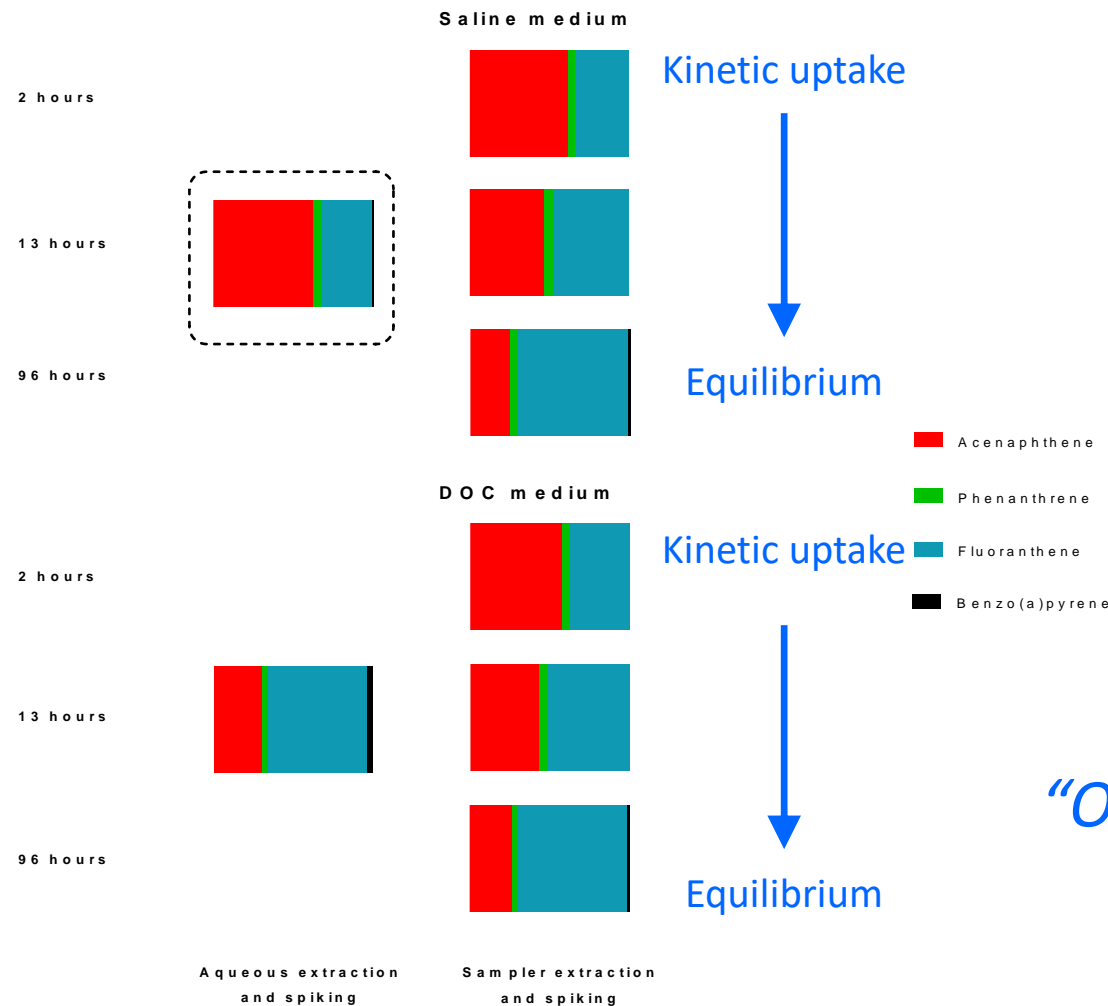 Saline medium
2 hours
Kinetic uptake
13 hours
96 hours
Equilibrium
Acenaphthene
Phenanthrene
Fluoranthene
Benzo(a)pyrene
DOC medium
2 hours
Kinetic uptake
13 hours
“O
96 hours
Equilibrium
Aqueous extraction
and spiking
Sampler extraction
and spiking